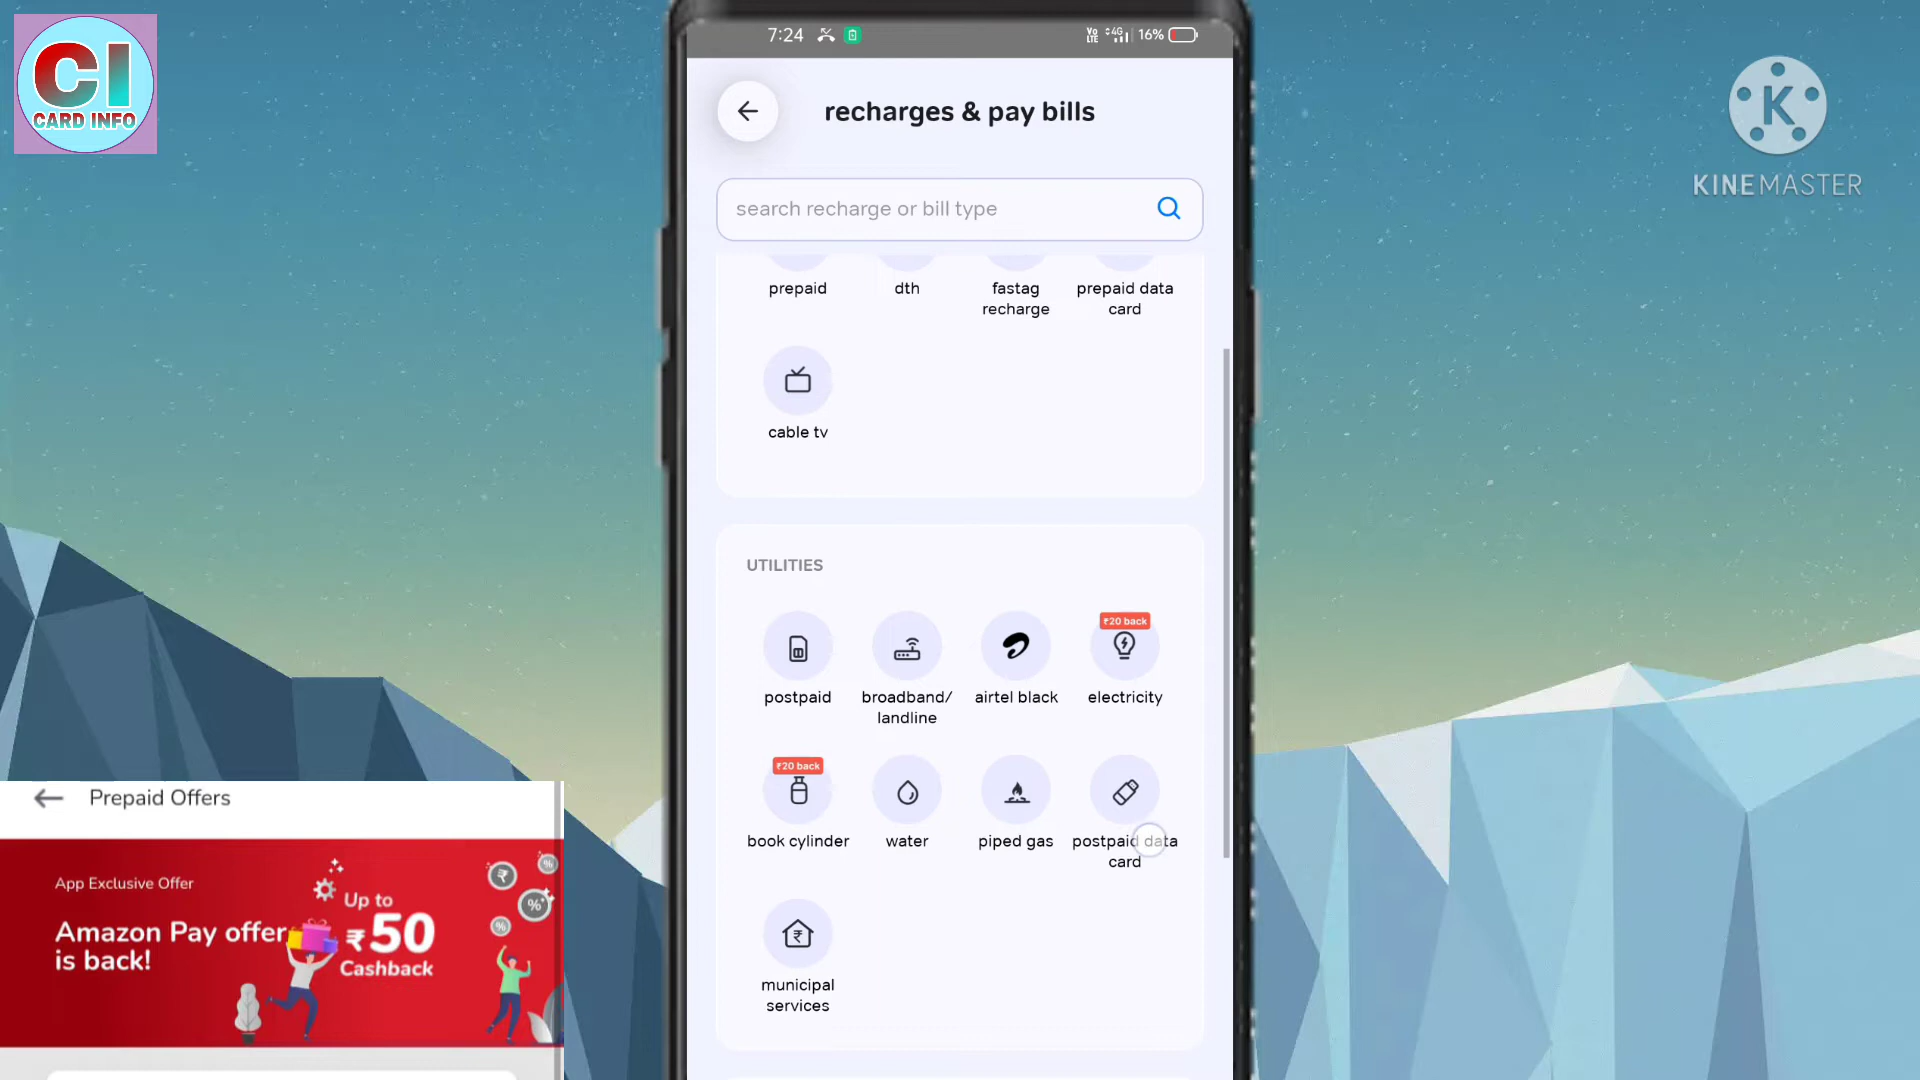 CI
CARD INFO
7:24
Vo
LTE
4G
16%
K
KINEMASTER
recharges & pay bills
search recharge or bill type
prepaid
dth
fastag
recharge
prepaid data
card
cable tv
UTILITIES
postpaid
broadband/
landline
airtel black
₹20 back
electricity
₹20 back
book cylinder
water
piped gas
postpaid data
card
municipal
services
Prepaid Offers
App Exclusive Offer
Amazon Pay offer
is back!
Up to
₹50
Cashback